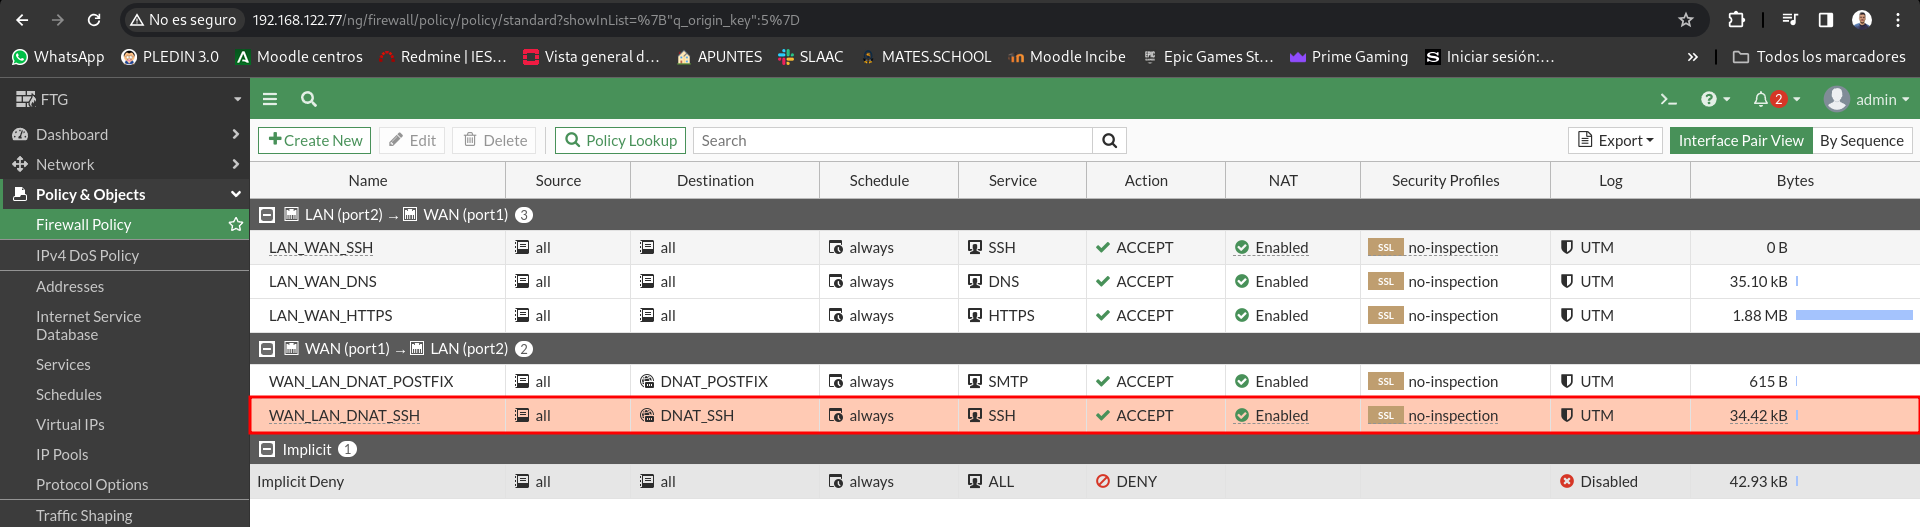 No es seguro 192.168.122.77/ng/firewall/policy/policy/standard?showInList=%7B"q_origin_key":5%7D
WhatsApp PLEDIN 3.0 Moodle centros Redmine | IES... Vista general d... APUNTES SLAAC MATES.SCHOOL Moodle Incibe Epic Games St... Prime Gaming Iniciar sesión:... » Todos los marcadores
FTG >_ 2 admin
Dashboard
Network
Policy & Objects
Firewall Policy
IPv4 DoS Policy
Addresses
Internet Service
Database
Services
Schedules
Virtual IPs
IP Pools
Protocol Options
Traffic Shaping
Create New Edit Delete Policy Lookup Search Export Interface Pair View By Sequence
Name Source Destination Schedule Service Action NAT Security Profiles Log Bytes
LAN (port2) → WAN (port1) 3
LAN_WAN_SSH all all always SSH ACCEPT Enabled SSL no-inspection UTM 0 B
LAN_WAN_DNS all all always DNS ACCEPT Enabled SSL no-inspection UTM 35.10 kB
LAN_WAN_HTTPS all all always HTTPS ACCEPT Enabled SSL no-inspection UTM 1.88 MB
WAN (port1) → LAN (port2) 2
WAN_LAN_DNAT_POSTFIX all DNAT_POSTFIX always SMTP ACCEPT Enabled SSL no-inspection UTM 615 B
WAN_LAN_DNAT_SSH all DNAT_SSH always SSH ACCEPT Enabled SSL no-inspection UTM 34.42 kB
Implicit 1
Implicit Deny all all always ALL DENY Disabled 42.93 kB